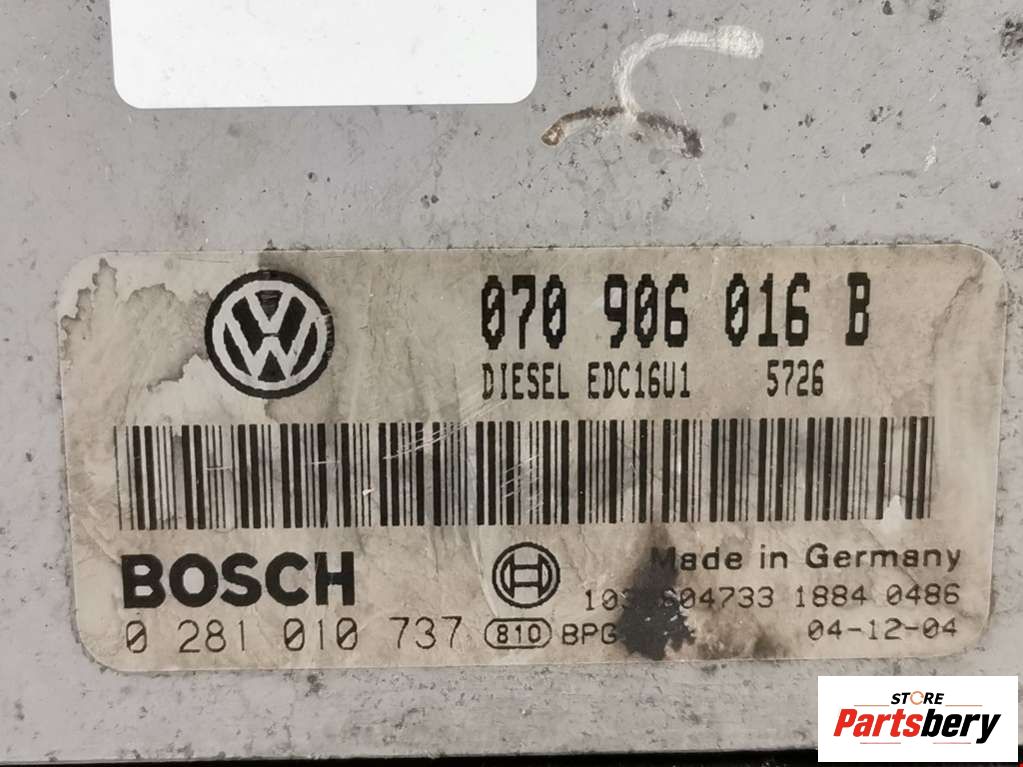 070 906 016 B
DIESEL EDC16U1 5726
BOSCH
Made in Germany
1884 0486
0 281 010 737 810 04-12-04
STORE
Partsbery